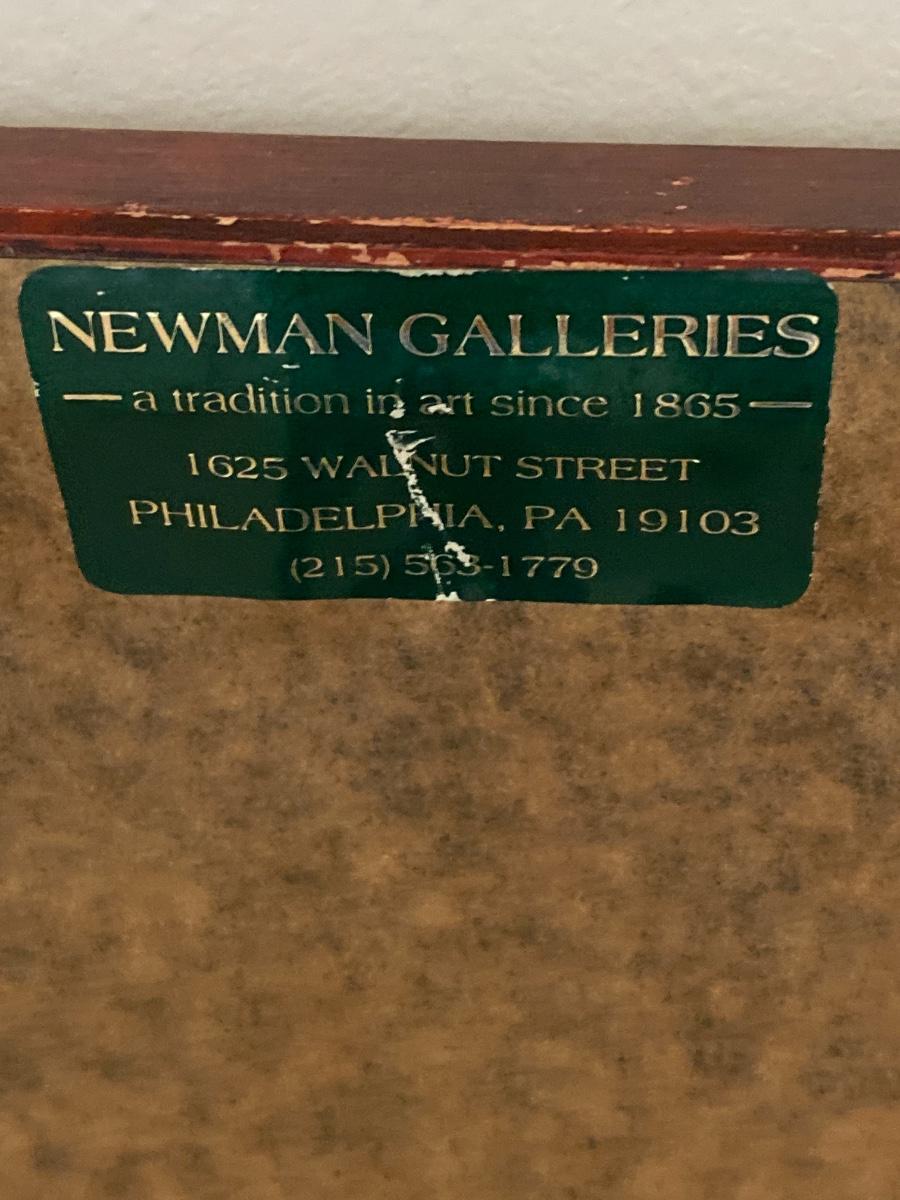 NEWMAN GALLERIES
— a tradition in art since 1865 —
1625 WALNUT STREET
PHILADELPHIA, PA 19103
(215) 563-1779